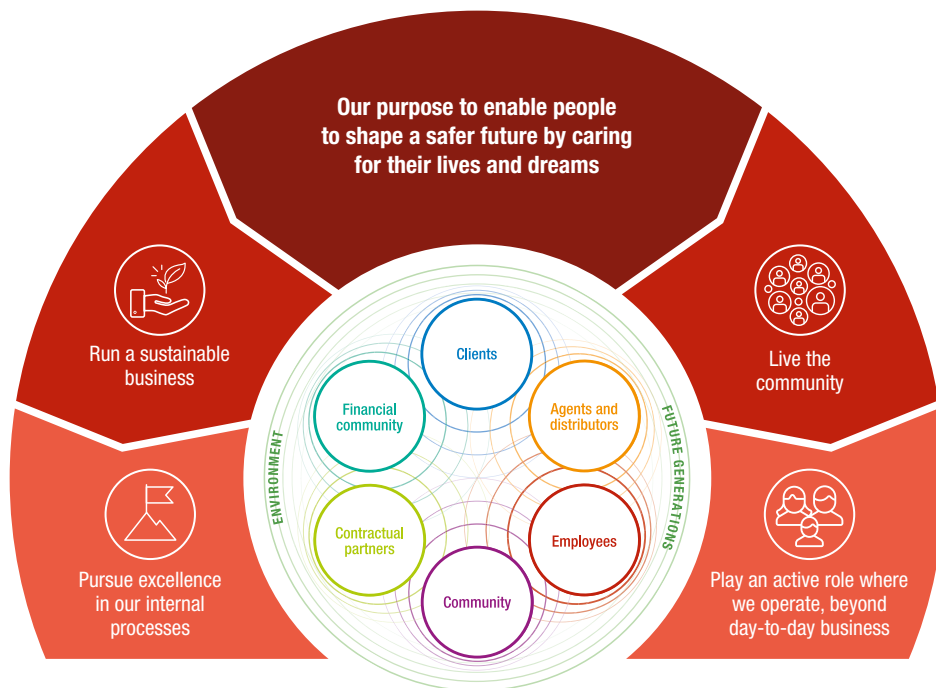 Our purpose to enable people
to shape a safer future by caring
for their lives and dreams
Run a sustainable
business
Live the
community
Pursue excellence
in our internal
processes
Play an active role where
we operate, beyond
day-to-day business
ENVIRONMENT
FUTURE GENERATIONS
Clients
Financial
community
Agents and
distributors
Contractual
partners
Employees
Community